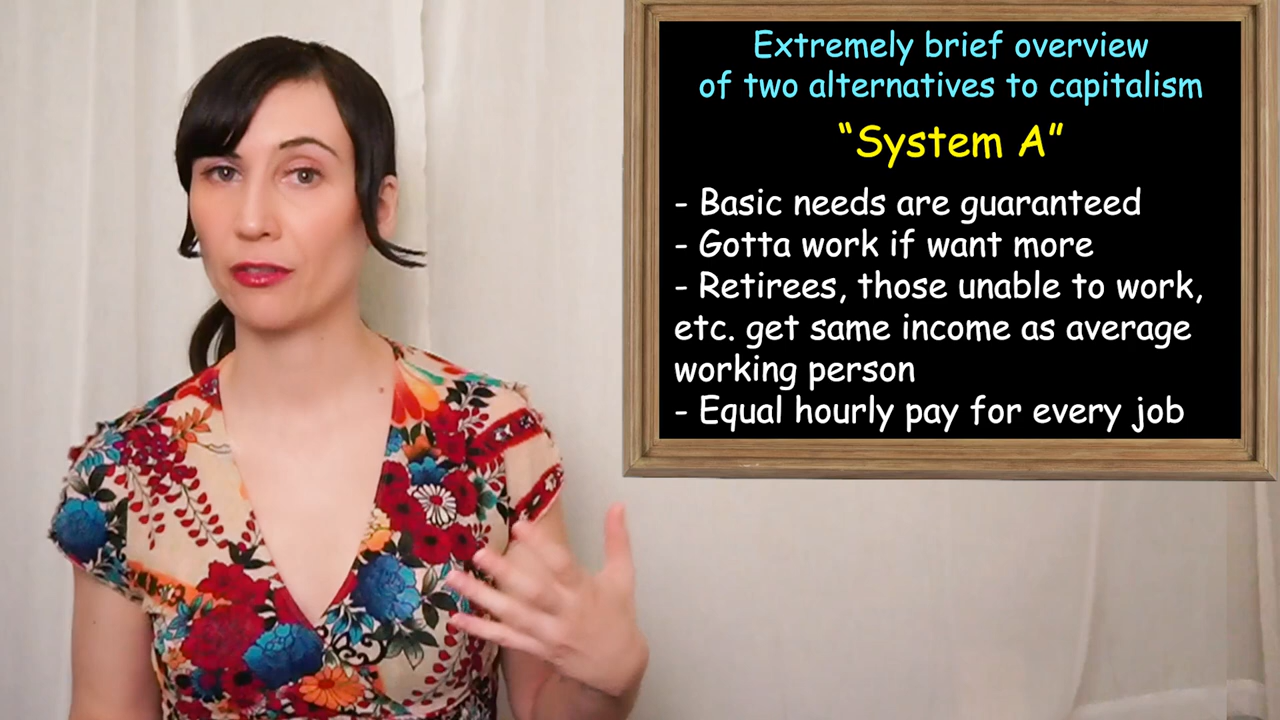 Extremely brief overview
of two alternatives to capitalism
“System A”
- Basic needs are guaranteed
- Gotta work if want more
- Retirees, those unable to work,
etc. get same income as average
working person
- Equal hourly pay for every job